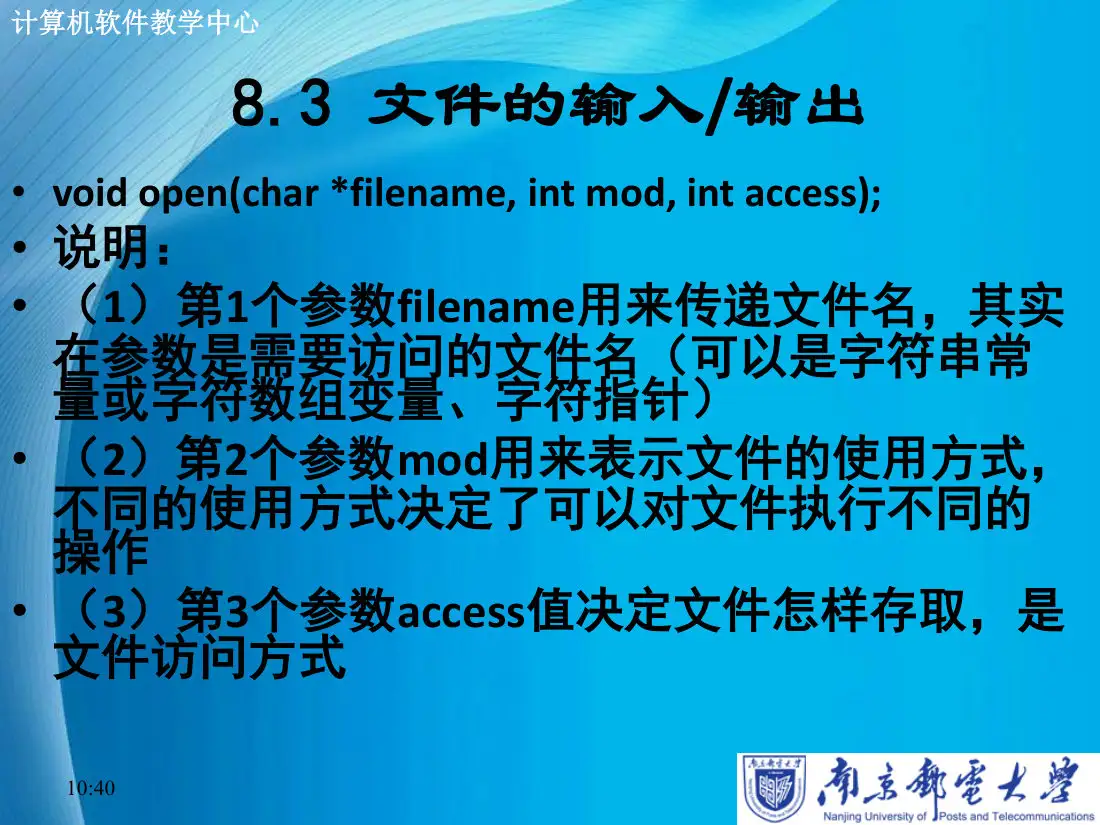 计算机软件教学中心
8.3 文件的输入/输出
• void open(char *filename, int mod, int access);
• 说明：
• （1）第1个参数filename用来传递文件名，其实
在参数是需要访问的文件名（可以是字符串常
量或字符数组变量、字符指针）
• （2）第2个参数mod用来表示文件的使用方式，
不同的使用方式决定了可以对文件执行不同的
操作
• （3）第3个参数access值决定文件怎样存取，是
文件访问方式
10:40
南京邮电大学
南京郵電大學
Nanjing University of Posts and Telecommunications